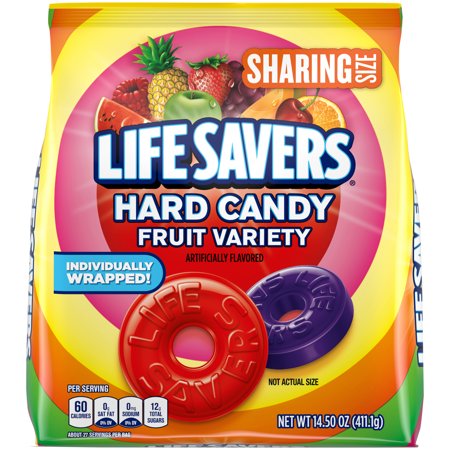 SHARING SIZE
LIFE SAVERS®
HARD CANDY
FRUIT VARIETY
ARTIFICIALLY FLAVORED
INDIVIDUALLY
WRAPPED!
LIFE SAVERS
LIFE SAVERS
NOT ACTUAL SIZE
PER SERVING
60 CALORIES
0g SAT FAT 0% DV
0mg SODIUM 0% DV
12g TOTAL SUGARS
ABOUT 27 SERVINGS PER BAG
NET WT 14.50 OZ (411.1g)